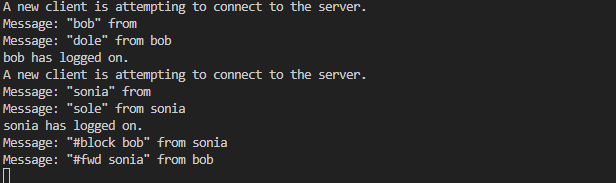 A new client is attempting to connect to the server.
Message: "bob" from
Message: "dole" from bob
bob has logged on.
A new client is attempting to connect to the server.
Message: "sonia" from
Message: "sole" from sonia
sonia has logged on.
Message: "#block bob" from sonia
Message: "#fwd sonia" from bob